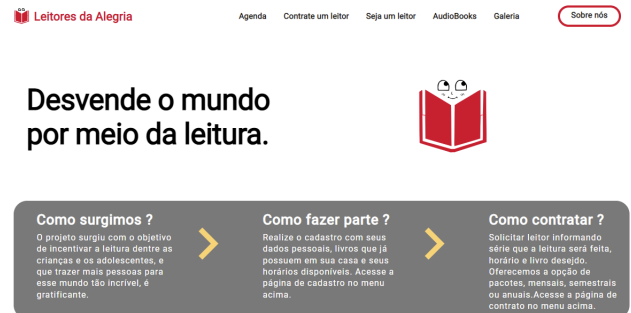 Leitores da Alegria
Agenda
Contrate um leitor
Seja um leitor
AudioBooks
Galeria
Sobre nós
Desvende o mundo
por meio da leitura.
Como surgimos ?
O projeto surgiu com o objetivo
de incentivar a leitura dentre as
crianças e os adolescentes, e
que trazer mais pessoas para
esse mundo tão incrível, é
gratificante.
Como fazer parte ?
Realize o cadastro com seus
dados pessoais, livros que já
possuem em sua casa e seus
horários disponíveis. Acesse a
página de cadastro no menu
acima.
Como contratar ?
Solicitar leitor informando
série que a leitura será feita,
horário e livro desejdo.
Oferecemos a opção de
pacotes, mensais, semestrais
ou anuais.Acesse a página de
contrato no menu acima.